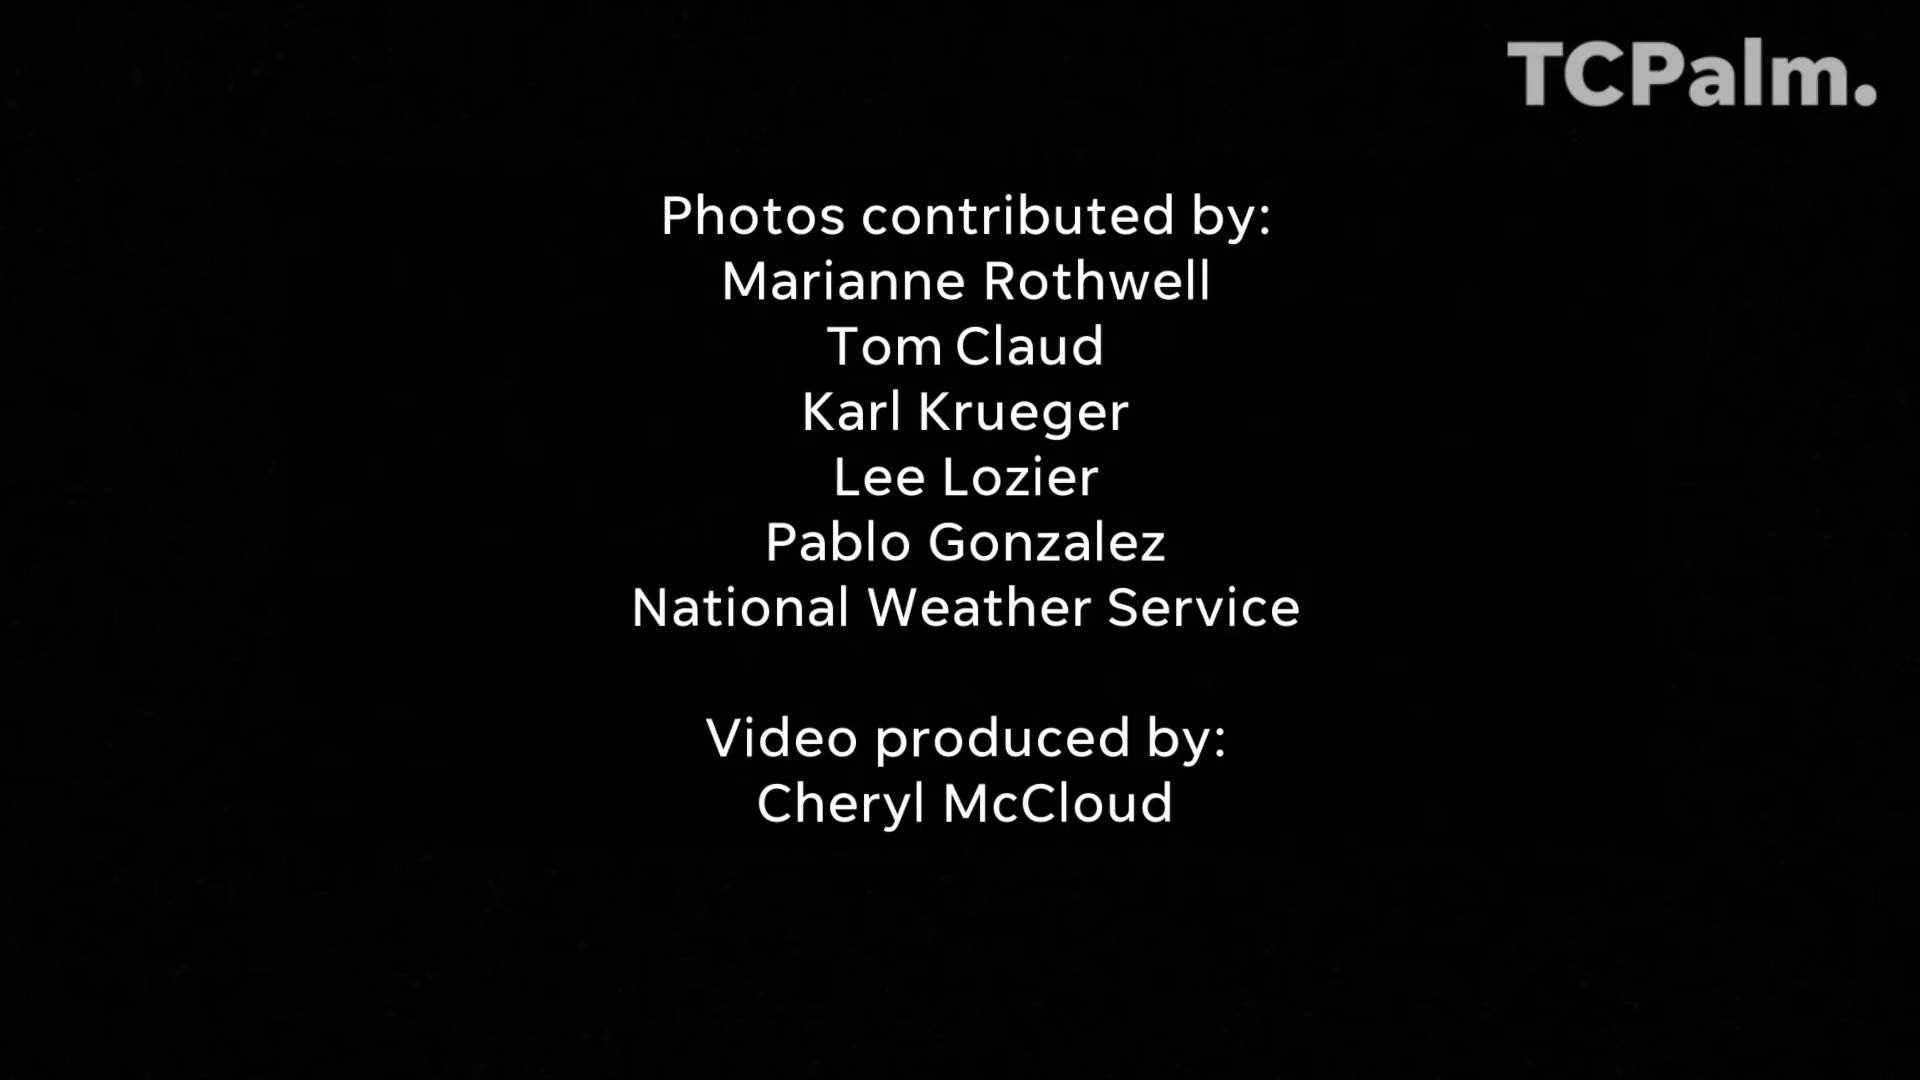 TCPalm.
Photos contributed by:
Marianne Rothwell
Tom Claud
Karl Krueger
Lee Lozier
Pablo Gonzalez
National Weather Service
Video produced by:
Cheryl McCloud